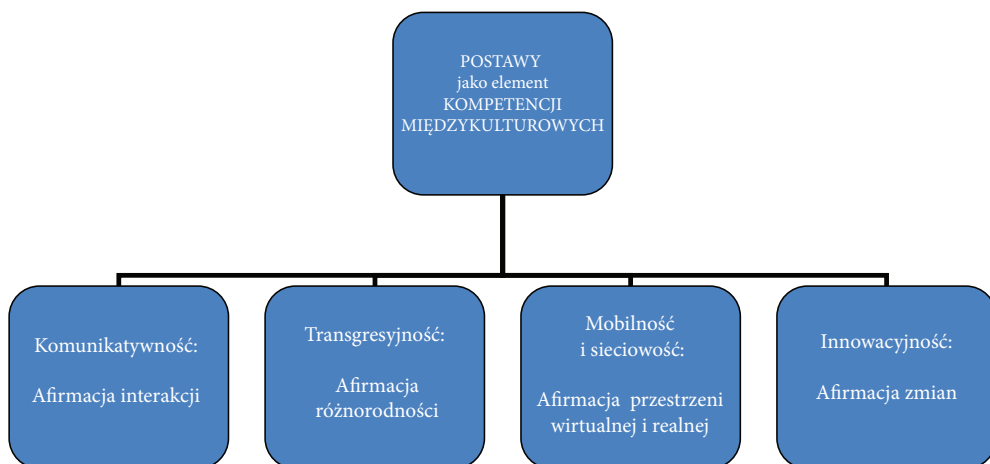 POSTAWY
jako element
KOMPETENCJI
MIĘDZYKULTUROWYCH
Komunikatywność:
Afirmacja interakcji
Transgresyjność:
Afirmacja
różnorodności
Mobilność
i sieciowość:
Afirmacja przestrzeni
wirtualnej i realnej
Innowacyjność:
Afirmacja zmian